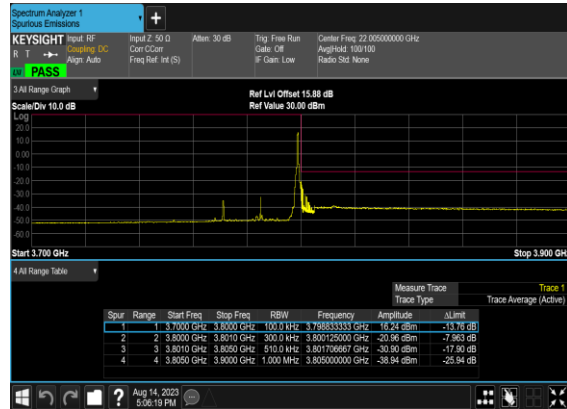 Spectrum Analyzer 1
Spurious Emissions
+
KEYSIGHT Input: RF Input Z: 50 Ω Atten: 30 dB Trig: Free Run Center Freq: 22.005000000 GHz
R T Coupling: DC Corr CCorr Gate: Off Avg|Hold: 100/100
Align: Auto Freq Ref: Int (S) IF Gain: Low Radio Std: None
PASS
3 All Range Graph
Ref Lvl Offset 15.88 dB
Scale/Div 10.0 dB Ref Value 30.00 dBm
Log
20.0
10.0
0.00
-10.0
-20.0
-30.0
-40.0
-50.0
-60.0
Start 3.700 GHz Stop 3.900 GH
4 All Range Table
Measure Trace Trace 1
Trace Type Trace Average (Active)
Spur Range Start Freq Stop Freq RBW Frequency Amplitude ΔLimit
1 1 3.7000 GHz 3.8000 GHz 100.0 kHz 3.798833333 GHz 16.24 dBm -13.76 dB
2 2 3.8000 GHz 3.8010 GHz 300.0 kHz 3.800125000 GHz -20.96 dBm -7.963 dB
3 3 3.8010 GHz 3.8050 GHz 510.0 kHz 3.801706667 GHz -30.90 dBm -17.90 dB
4 4 3.8050 GHz 3.9000 GHz 1.000 MHz 3.805000000 GHz -38.94 dBm -25.94 dB
? Aug 14, 2023
5:06:19 PM